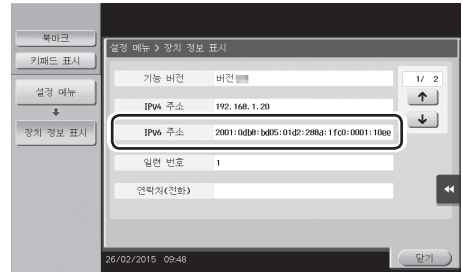 북마크
키패드 표시
설정 메뉴
장치 정보 표시
설정 메뉴 > 장치 정보 표시
기능 버전 버전
1/ 2
IPv4 주소 192.168.1.20
IPv6 주소 2001:0db8:bd05:01d2:288a:1fc0:0001:10ee
일련 번호 1
연락처(전화)
26/02/2015 09:48
닫기